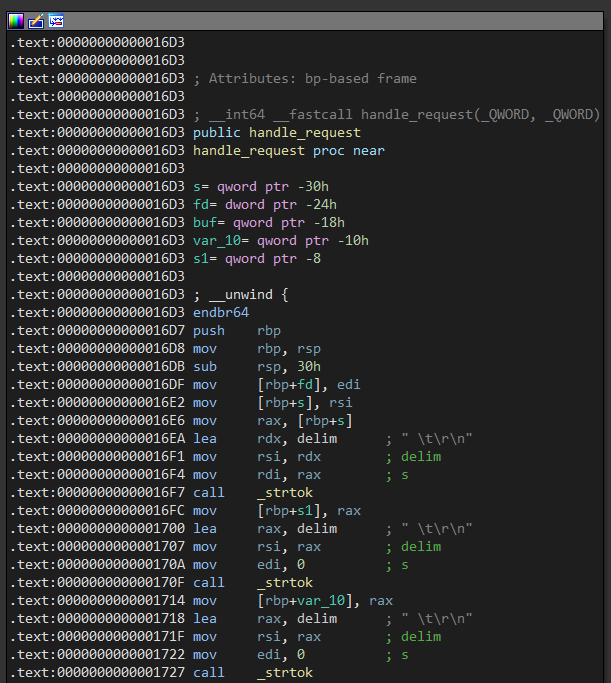 .text:00000000000016D3
.text:00000000000016D3
.text:00000000000016D3 ; Attributes: bp-based frame
.text:00000000000016D3
.text:00000000000016D3 ; __int64 __fastcall handle_request(_QWORD, _QWORD)
.text:00000000000016D3 public handle_request
.text:00000000000016D3 handle_request proc near
.text:00000000000016D3
.text:00000000000016D3 s= qword ptr -30h
.text:00000000000016D3 fd= dword ptr -24h
.text:00000000000016D3 buf= qword ptr -18h
.text:00000000000016D3 var_10= qword ptr -10h
.text:00000000000016D3 s1= qword ptr -8
.text:00000000000016D3
.text:00000000000016D3 ; __unwind {
.text:00000000000016D3 endbr64
.text:00000000000016D7 push    rbp
.text:00000000000016D8 mov     rbp, rsp
.text:00000000000016DB sub     rsp, 30h
.text:00000000000016DF mov     [rbp+fd], edi
.text:00000000000016E2 mov     [rbp+s], rsi
.text:00000000000016E6 mov     rax, [rbp+s]
.text:00000000000016EA lea     rdx, delim      ; " \t\r\n"
.text:00000000000016F1 mov     rsi, rdx        ; delim
.text:00000000000016F4 mov     rdi, rax        ; s
.text:00000000000016F7 call    _strtok
.text:00000000000016FC mov     [rbp+s1], rax
.text:0000000000001700 lea     rax, delim      ; " \t\r\n"
.text:0000000000001707 mov     rsi, rax        ; delim
.text:000000000000170A mov     edi, 0          ; s
.text:000000000000170F call    _strtok
.text:0000000000001714 mov     [rbp+var_10], rax
.text:0000000000001718 lea     rax, delim      ; " \t\r\n"
.text:000000000000171F mov     rsi, rax        ; delim
.text:0000000000001722 mov     edi, 0          ; s
.text:0000000000001727 call    _strtok